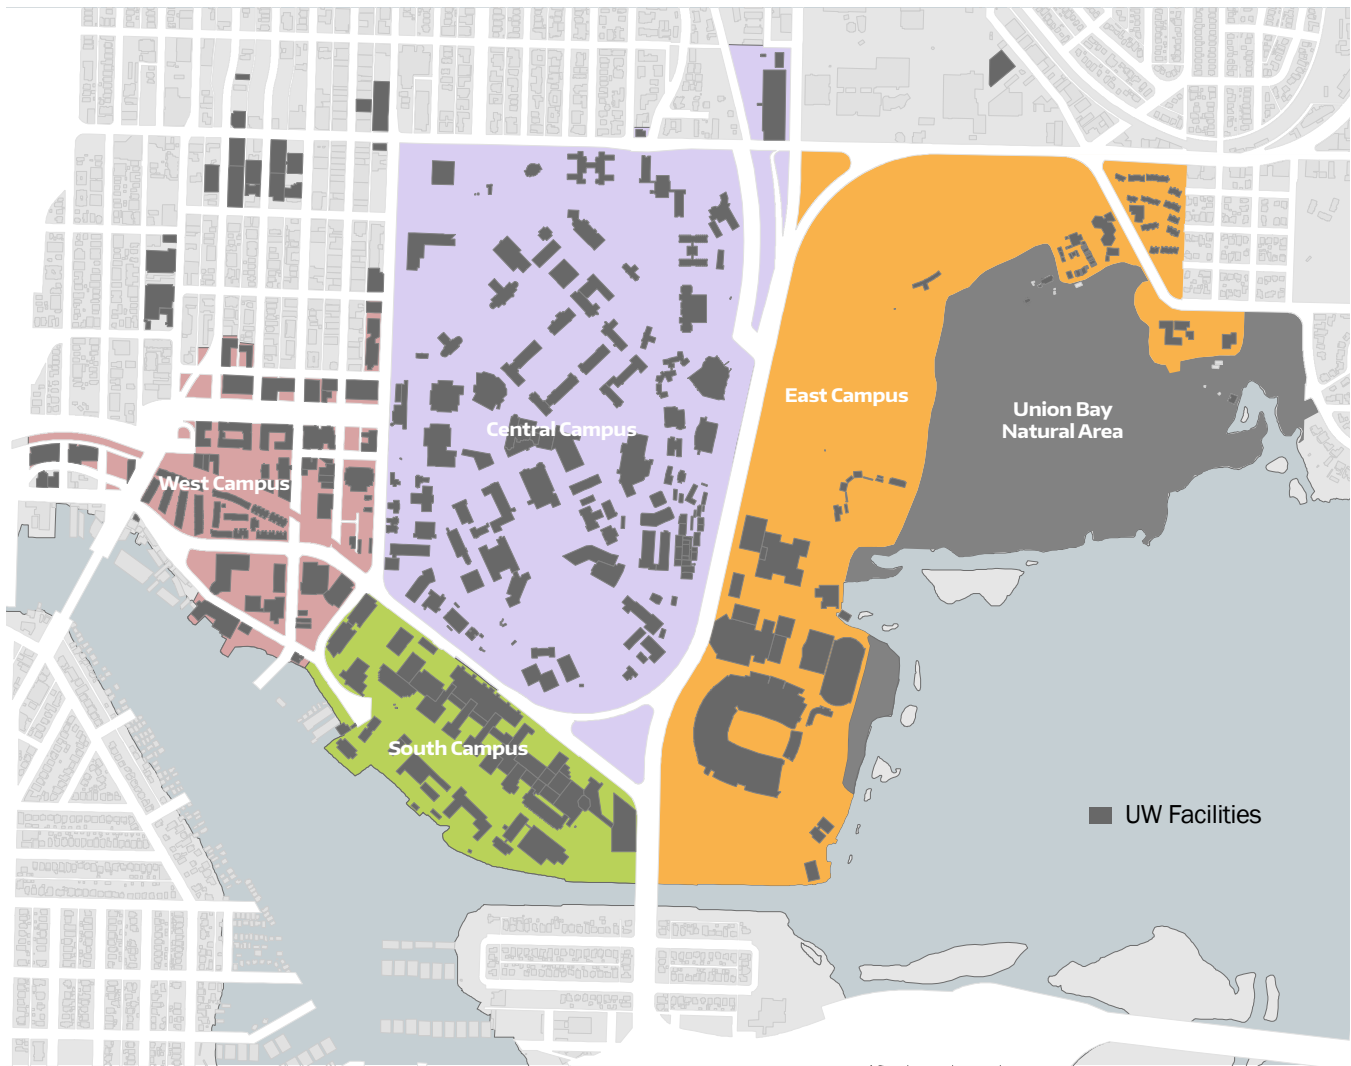 East Campus
Union Bay
Natural Area
Central Campus
West Campus
South Campus
UW Facilities